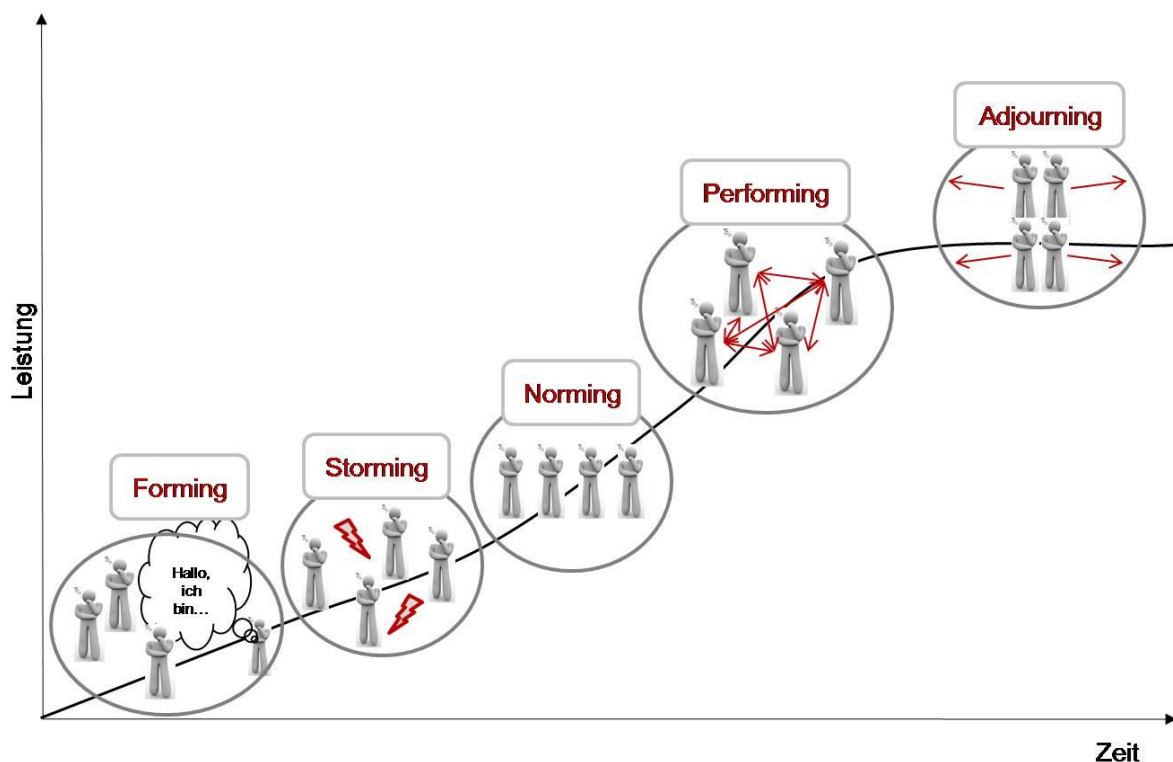 Adjourning
Performing
Leistung
Norming
Storming
Forming
Hallo,
ich
bin...
Zeit